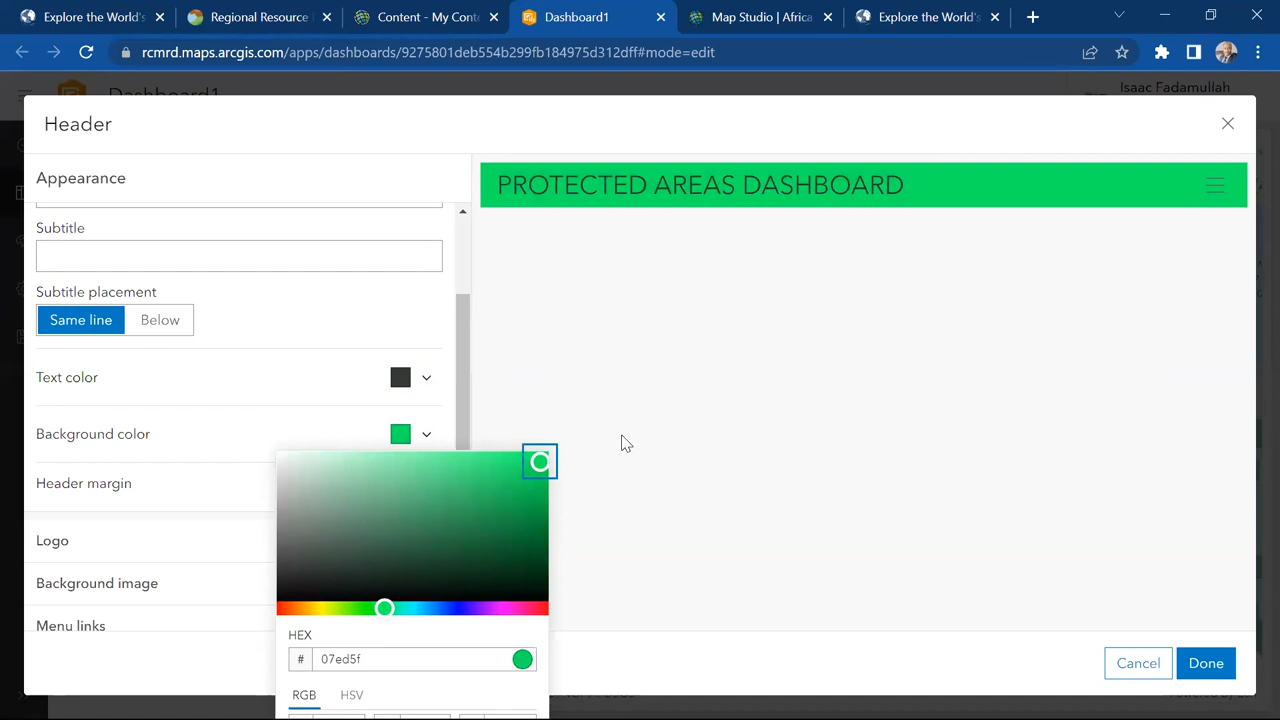 Explore the World's
Regional Resource
Content - My Conte
Dashboard1
Map Studio | Africa
Explore the World's
rcmrd.maps.arcgis.com/apps/dashboards/9275801deb554b299fb184975d312dff#mode=edit
Dashboard1
Isaac Fadamullah
Header
Appearance
PROTECTED AREAS DASHBOARD
Subtitle
Subtitle placement
Same line
Below
Text color
Background color
Header margin
Logo
Background image
Menu links
HEX
# 07ed5f
RGB
HSV
Cancel
Done